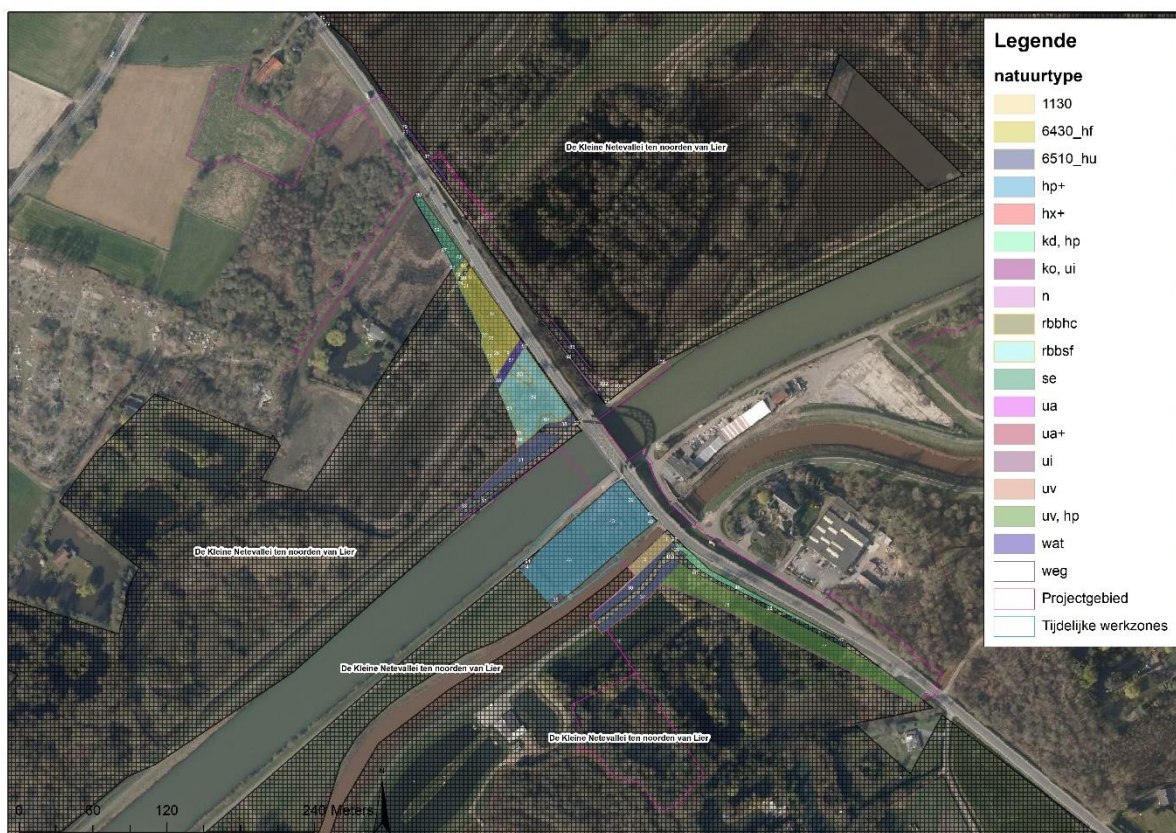 Legende
natuurtype
1130
6430_hf
6510_hu
hp+
hx+
kd, hp
ko, ui
n
rbbhc
rbbsf
se
ua
ua+
ui
uv
uv, hp
wat
weg
Projectgebied
Tijdelijke werkzones
De Kleine Netevallei ten noorden van Lier
De Kleine Netevallei ten noorden van Lier
De Kleine Netevallei ten noorden van Lier
De Kleine Netevallei ten noorden van Lier
0 60 120 240 Meters